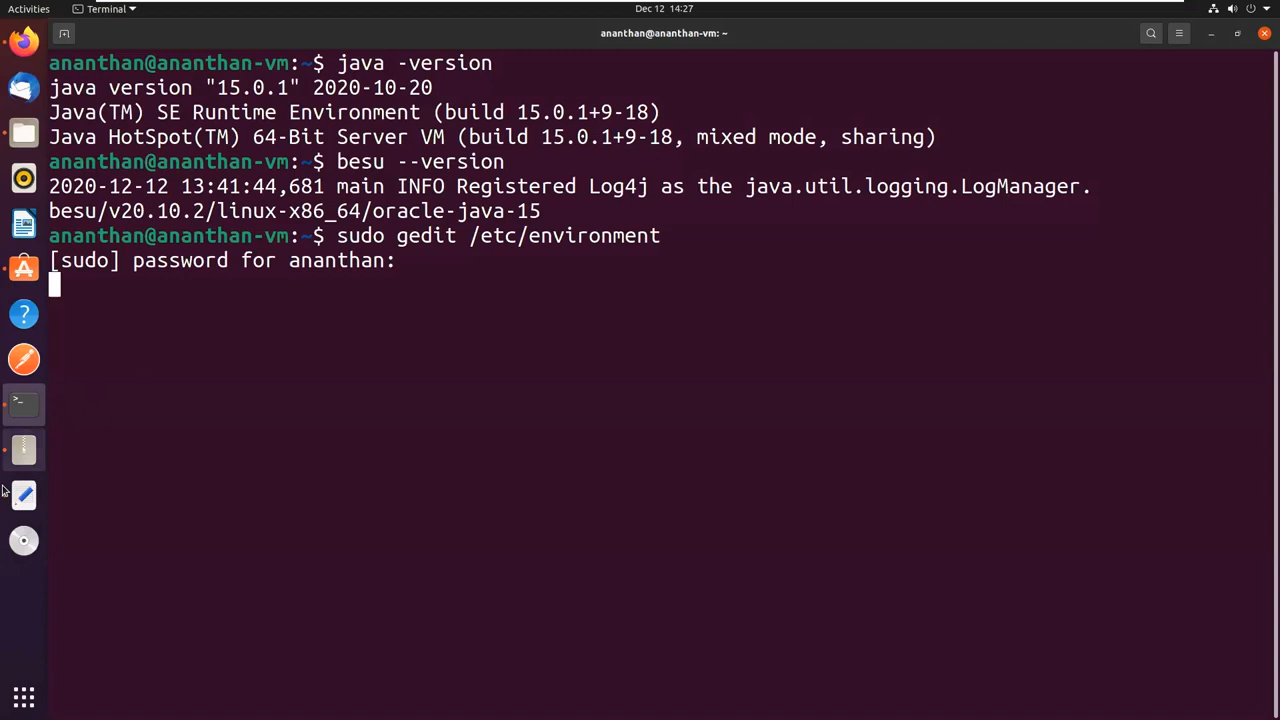 Activities
Terminal
Dec 12 14:27
ananthan@ananthan-vm: ~
ananthan@ananthan-vm:~$ java -version
java version "15.0.1" 2020-10-20
Java(TM) SE Runtime Environment (build 15.0.1+9-18)
Java HotSpot(TM) 64-Bit Server VM (build 15.0.1+9-18, mixed mode, sharing)
ananthan@ananthan-vm:~$ besu --version
2020-12-12 13:41:44,681 main INFO Registered Log4j as the java.util.logging.LogManager.
besu/v20.10.2/linux-x86_64/oracle-java-15
ananthan@ananthan-vm:~$ sudo gedit /etc/environment
[sudo] password for ananthan: